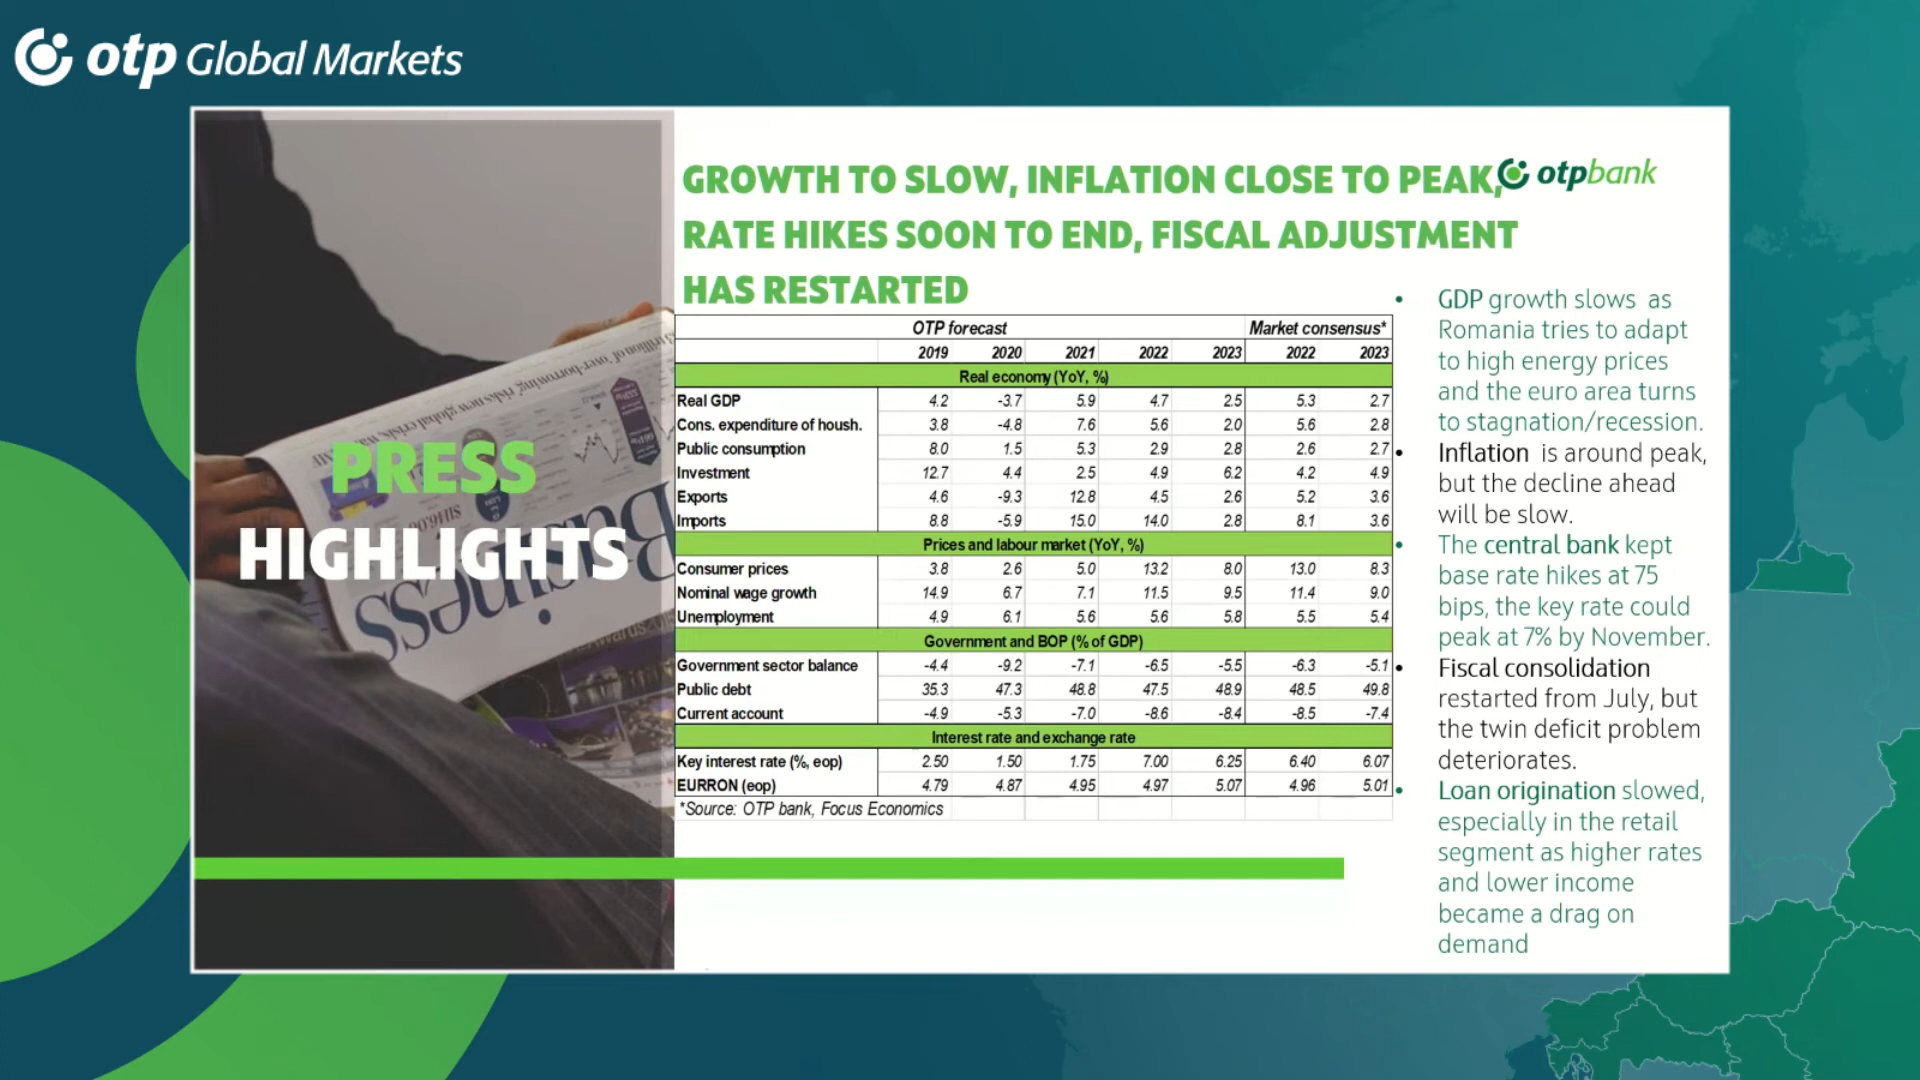 otp Global Markets
PRESS
HIGHLIGHTS
Business
GROWTH TO SLOW, INFLATION CLOSE TO PEAK,
otpbank
RATE HIKES SOON TO END, FISCAL ADJUSTMENT
HAS RESTARTED
OTP forecast Market consensus*
2019 2020 2021 2022 2023 2022 2023
Real economy (YoY, %)
Real GDP 4.2 -3.7 5.9 4.7 2.5 5.3 2.7
Cons. expenditure of housh. 3.8 -4.8 7.6 5.6 2.0 5.6 2.8
Public consumption 8.0 1.5 5.3 2.9 2.8 2.6 2.7
Investment 12.7 4.4 2.5 4.9 6.2 4.2 4.9
Exports 4.6 -9.3 12.8 4.5 2.6 5.2 3.6
Imports 8.8 -5.9 15.0 14.0 2.8 8.1 3.6
Prices and labour market (YoY, %)
Consumer prices 3.8 2.6 5.0 13.2 8.0 13.0 8.3
Nominal wage growth 14.9 6.7 7.1 11.5 9.5 11.4 9.0
Unemployment 4.9 6.1 5.6 5.6 5.8 5.5 5.4
Government and BOP (% of GDP)
Government sector balance -4.4 -9.2 -7.1 -6.5 -5.5 -6.3 -5.1
Public debt 35.3 47.3 48.8 47.5 48.9 48.5 49.8
Current account -4.9 -5.3 -7.0 -8.6 -8.4 -8.5 -7.4
Interest rate and exchange rate
Key interest rate (%, eop) 2.50 1.50 1.75 7.00 6.25 6.40 6.07
EURRON (eop) 4.79 4.87 4.95 4.97 5.07 4.96 5.01
*Source: OTP bank, Focus Economics
• GDP growth slows as
Romania tries to adapt
to high energy prices
and the euro area turns
to stagnation/recession.
• Inflation is around peak,
but the decline ahead
will be slow.
• The central bank kept
base rate hikes at 75
bips, the key rate could
peak at 7% by November.
• Fiscal consolidation
restarted from July, but
the twin deficit problem
deteriorates.
• Loan origination slowed,
especially in the retail
segment as higher rates
and lower income
became a drag on
demand